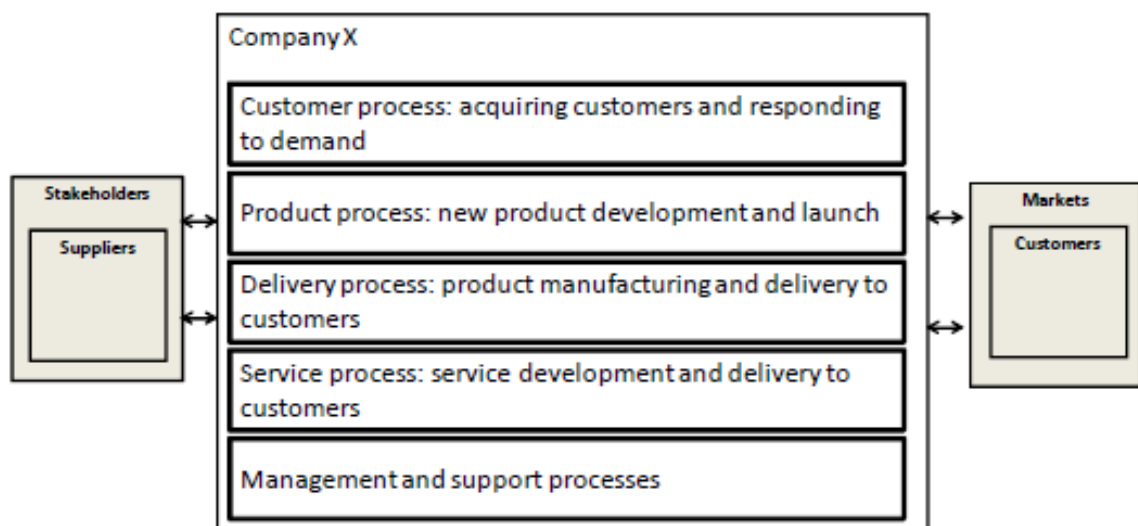 Company X
Customer process: acquiring customers and responding
to demand
Stakeholders
Suppliers
Product process: new product development and launch
Markets
Customers
Delivery process: product manufacturing and delivery to
customers
Service process: service development and delivery to
customers
Management and support processes